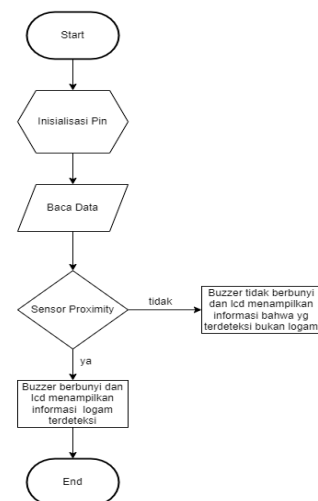 Start
Inisialisasi Pin
Baca Data
Sensor Proximity
tidak
Buzzer tidak berbunyi
dan lcd menampilkan
informasi bahwa yg
terdeteksi bukan logam
ya
Buzzer berbunyi dan
lcd menampilkan
informasi logam
terdeteksi
End